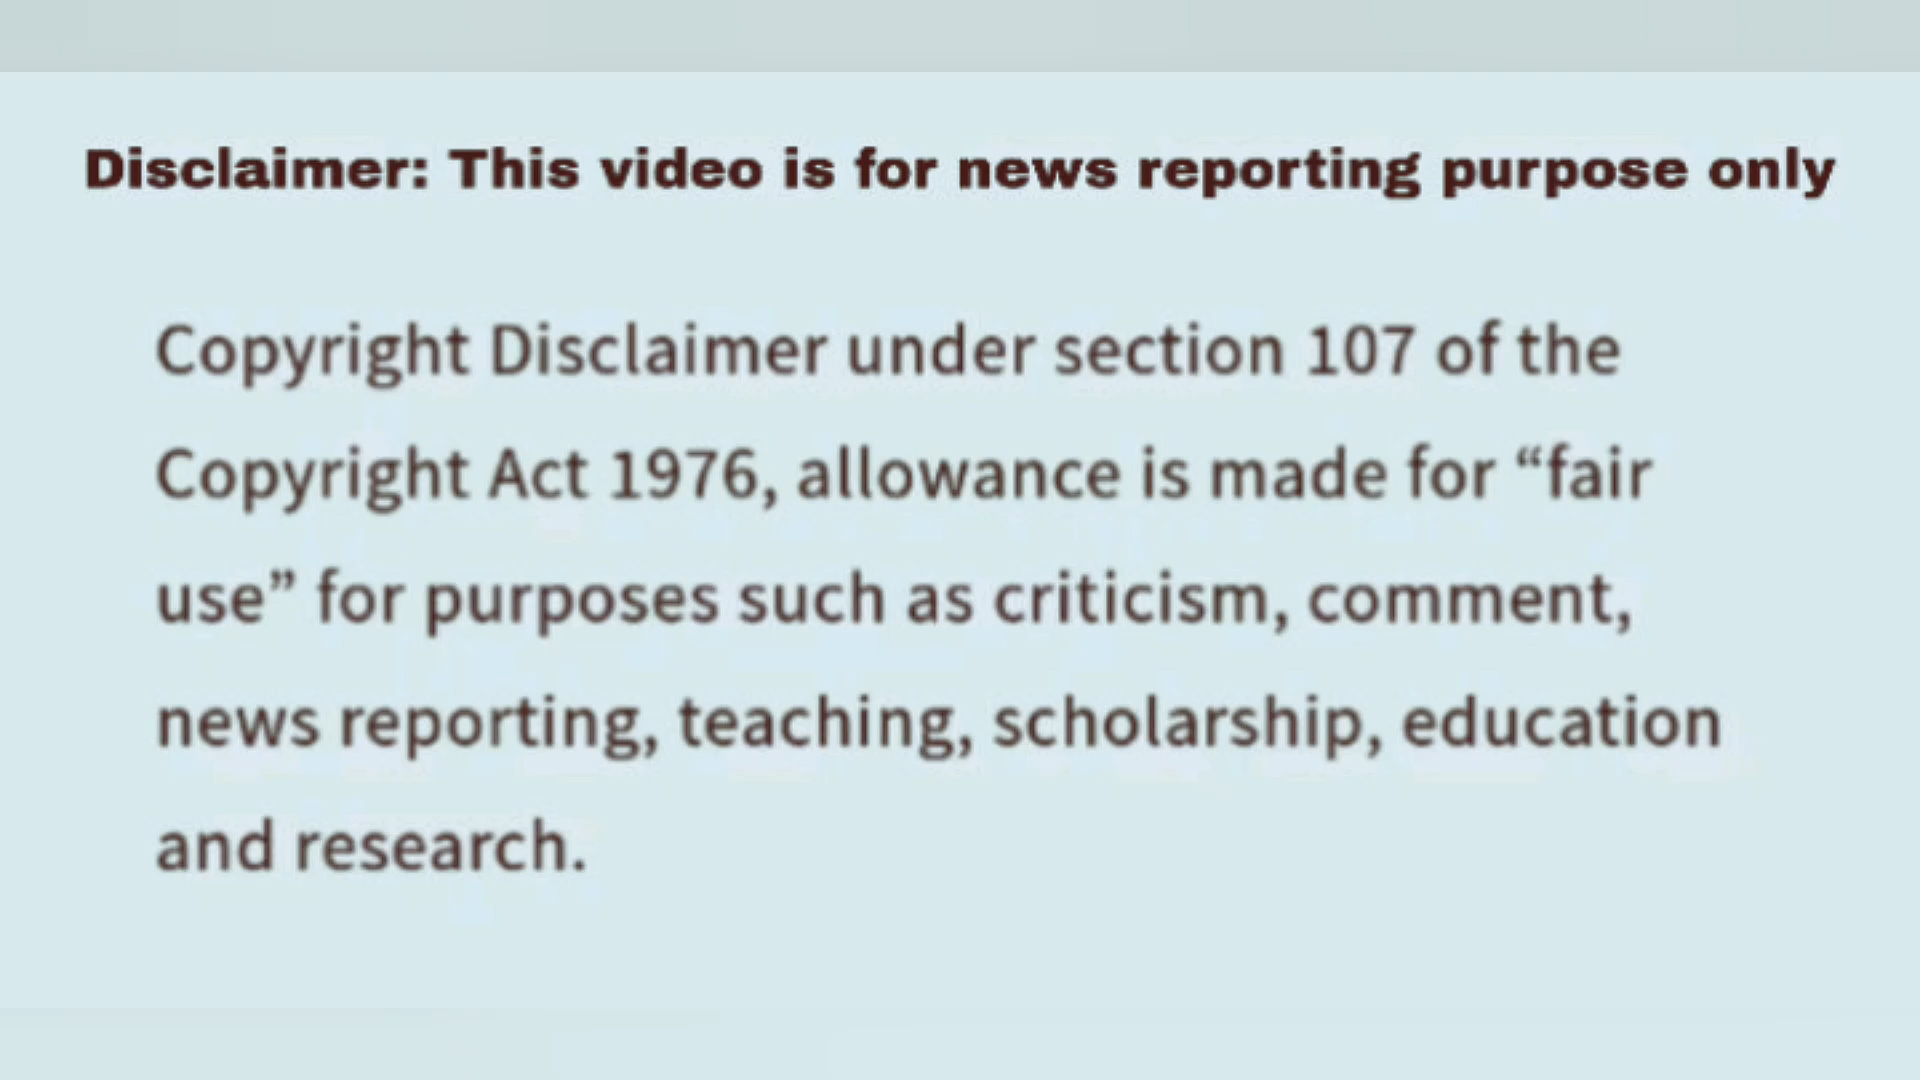 Disclaimer: This video is for news reporting purpose only
Copyright Disclaimer under section 107 of the
Copyright Act 1976, allowance is made for “fair
use” for purposes such as criticism, comment,
news reporting, teaching, scholarship, education
and research.